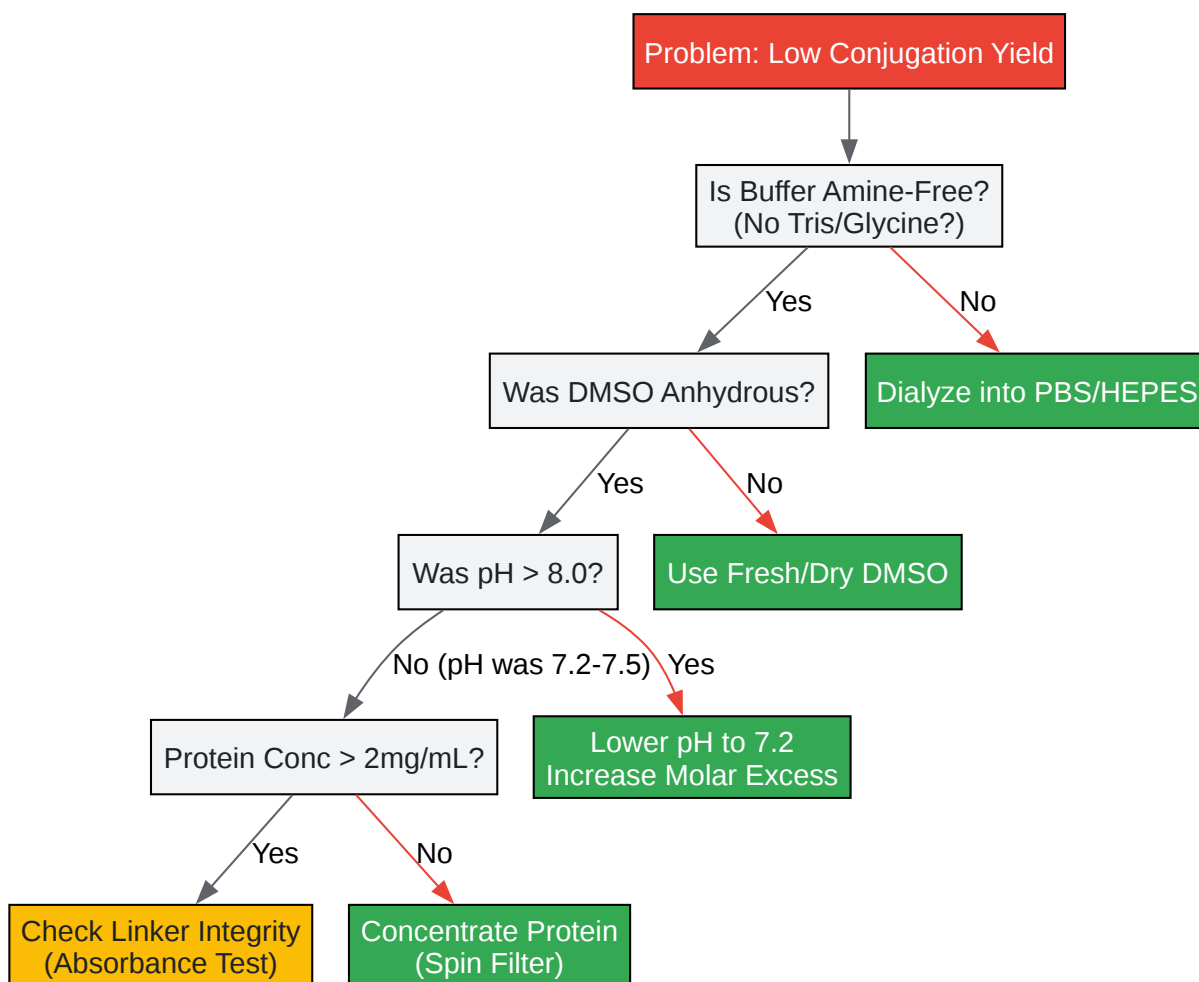 Problem: Low Conjugation Yield
Is Buffer Amine-Free?
(No Tris/Glycine?)
Yes
No
Was DMSO Anhydrous?
Dialyze into PBS/HEPES
Yes
No
Was pH > 8.0?
Use Fresh/Dry DMSO
No (pH was 7.2-7.5)
Yes
Protein Conc > 2mg/mL?
Lower pH to 7.2
Increase Molar Excess
Yes
No
Check Linker Integrity
(Absorbance Test)
Concentrate Protein
(Spin Filter)